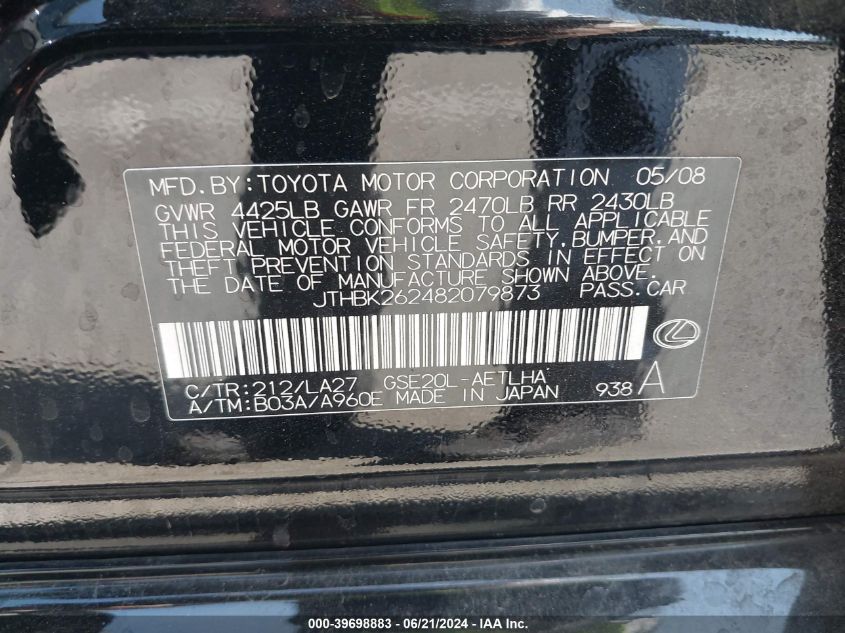 MFD.BY:TOYOTA MOTOR CORPORATION 05/08
GVWR 4425LB GAWR FR 2470LB RR 2430LB
THIS VEHICLE CONFORMS TO ALL APPLICABLE
FEDERAL MOTOR VEHICLE SAFETY,BUMPER,AND
THEFT PREVENTION STANDARDS IN EFFECT ON
THE DATE OF MANUFACTURE SHOWN ABOVE.
JTHBK262482079873 PASS.CAR
C/TR:212/LA27 GSE20L-AETLHA
A/TM:B03A/A960E MADE IN JAPAN 938 A
000-39698883 - 06/21/2024 - © IAA, Inc.